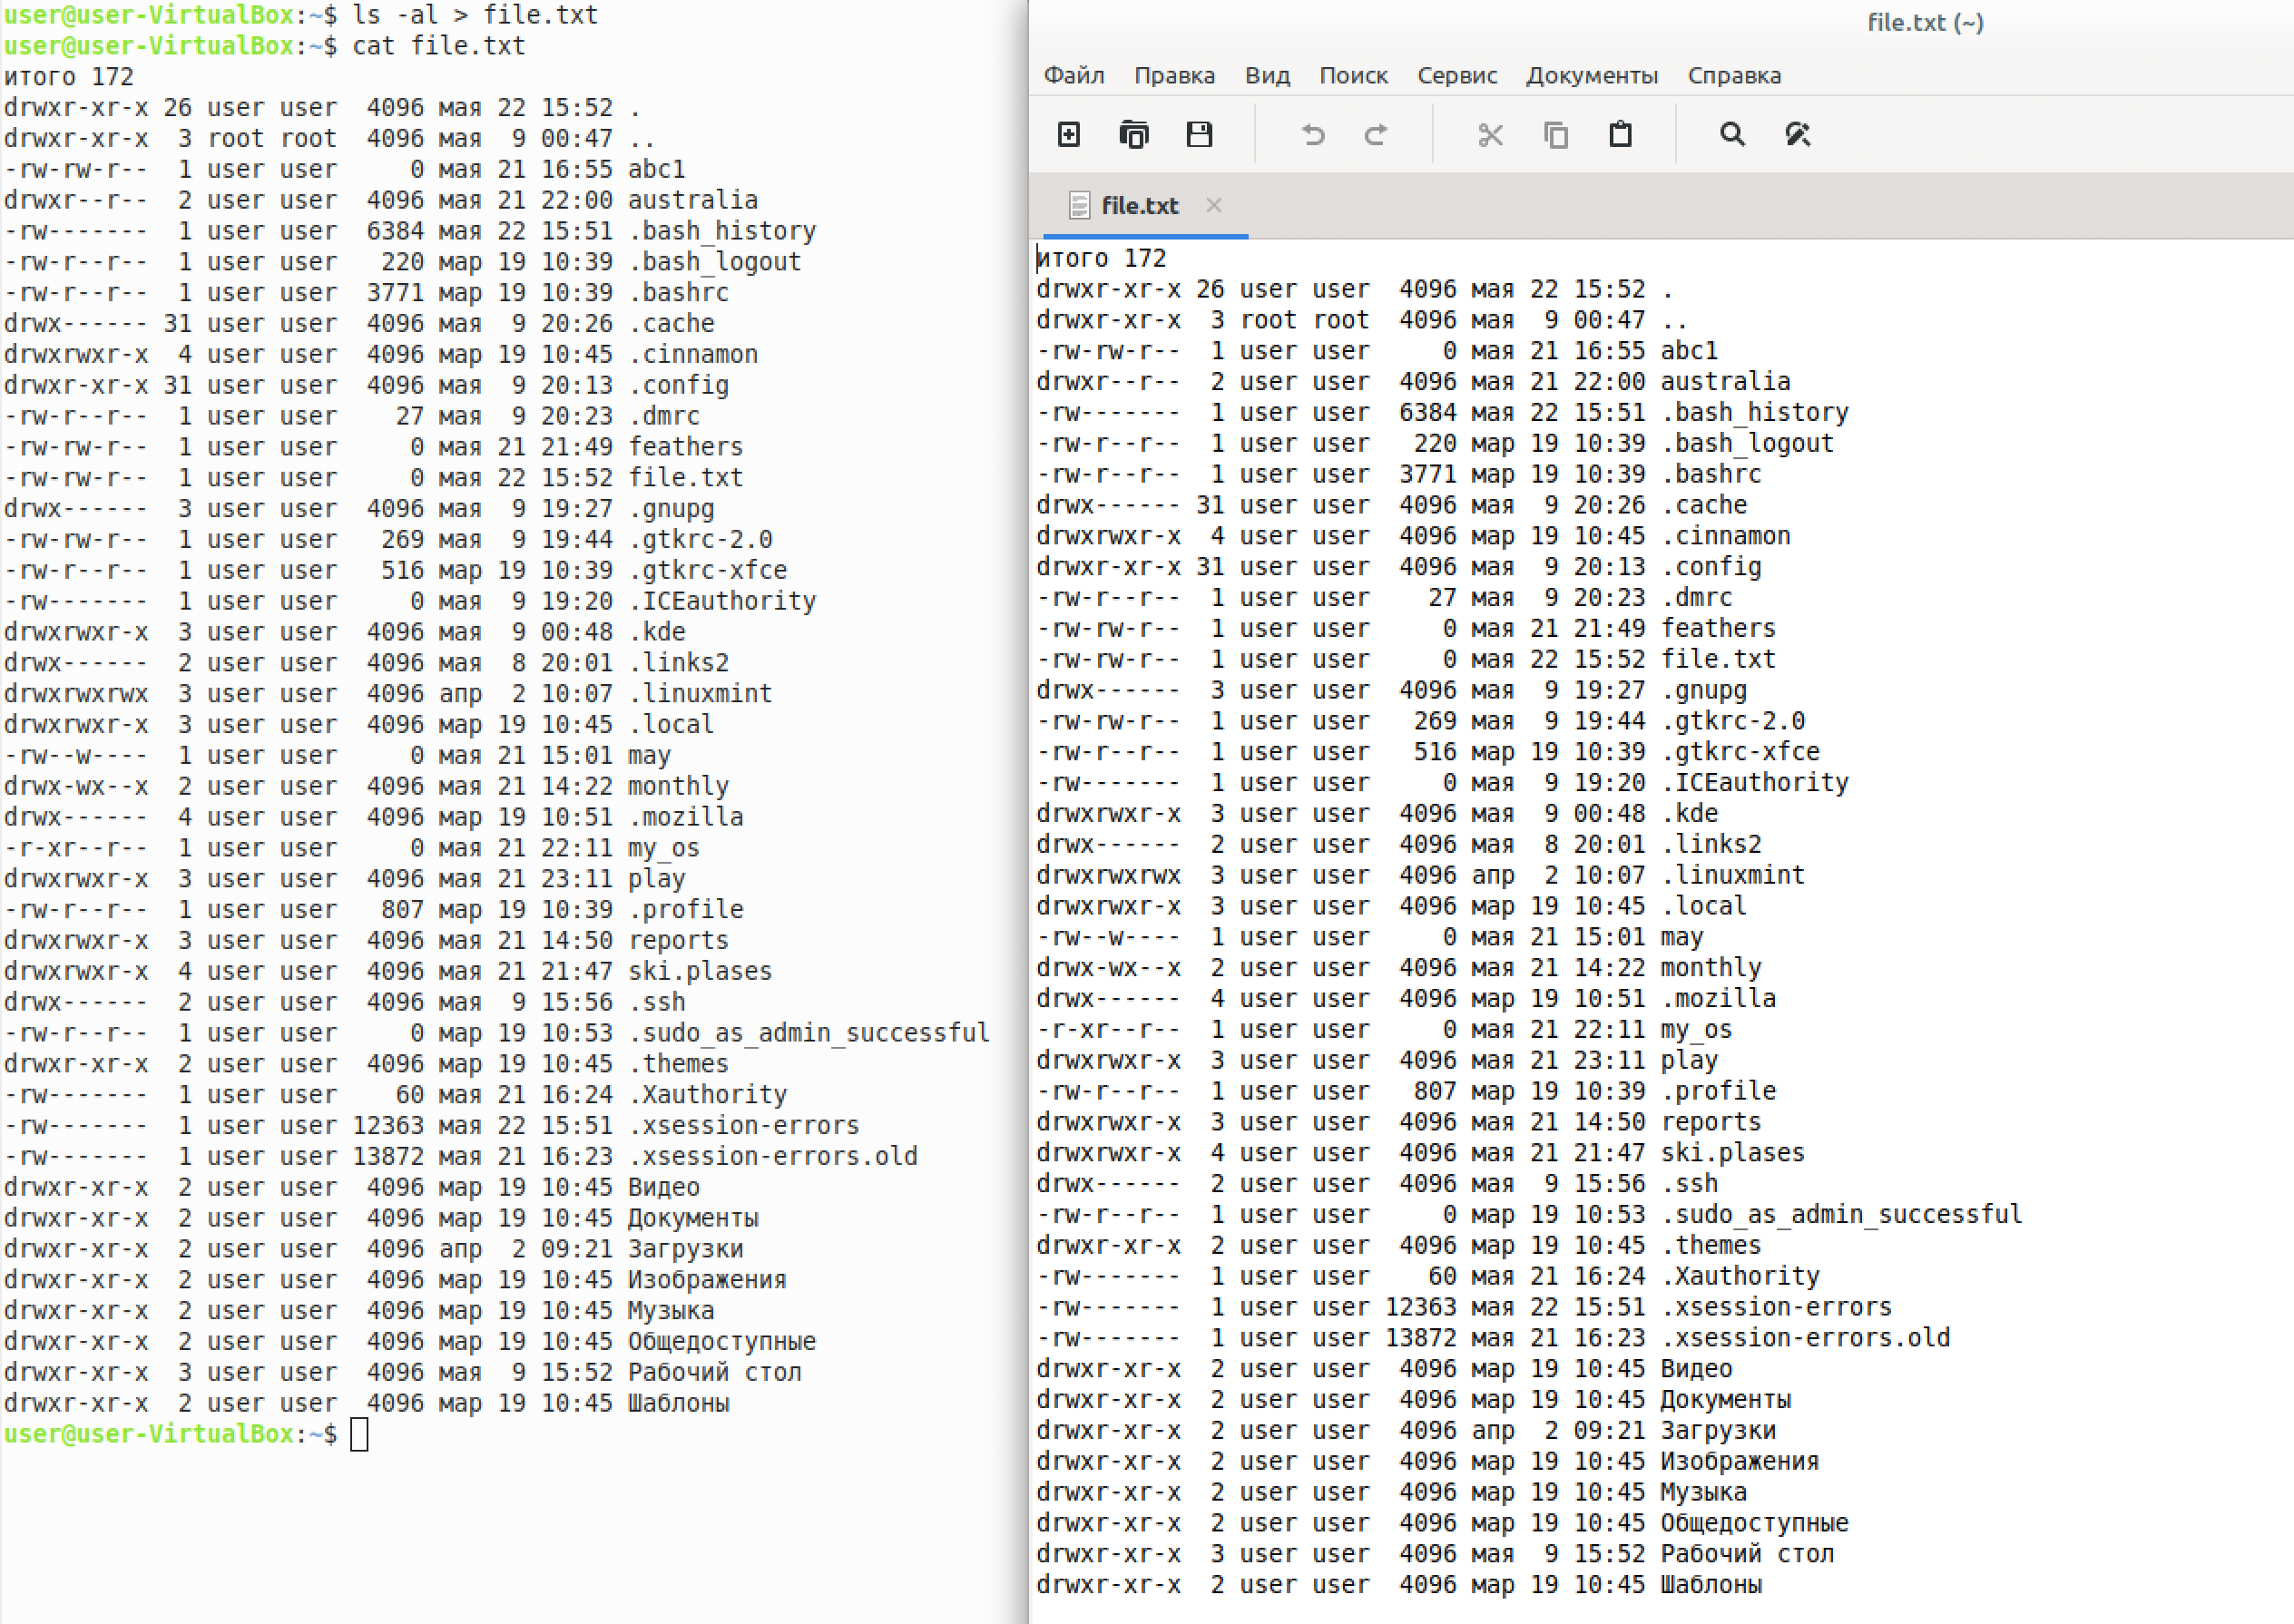 user@user-VirtualBox:~$ ls -al > file.txt
user@user-VirtualBox:~$ cat file.txt
итого 172
drwxr-xr-x 26 user user  4096 мая 22 15:52 .
drwxr-xr-x  3 root root  4096 мая  9 00:47 ..
-rw-rw-r--  1 user user     0 мая 21 16:55 abc1
drwxr--r--  2 user user  4096 мая 21 22:00 australia
-rw-------  1 user user  6384 мая 22 15:51 .bash_history
-rw-r--r--  1 user user   220 мар 19 10:39 .bash_logout
-rw-r--r--  1 user user  3771 мар 19 10:39 .bashrc
drwx------ 31 user user  4096 мая  9 20:26 .cache
drwxrwxr-x  4 user user  4096 мар 19 10:45 .cinnamon
drwxr-xr-x 31 user user  4096 мая  9 20:13 .config
-rw-r--r--  1 user user    27 мая  9 20:23 .dmrc
-rw-rw-r--  1 user user     0 мая 21 21:49 feathers
-rw-rw-r--  1 user user     0 мая 22 15:52 file.txt
drwx------  3 user user  4096 мая  9 19:27 .gnupg
-rw-rw-r--  1 user user   269 мая  9 19:44 .gtkrc-2.0
-rw-r--r--  1 user user   516 мар 19 10:39 .gtkrc-xfce
-rw-------  1 user user     0 мая  9 19:20 .ICEauthority
drwxrwxr-x  3 user user  4096 мая  9 00:48 .kde
drwx------  2 user user  4096 мая  8 20:01 .links2
drwxrwxrwx  3 user user  4096 апр  2 10:07 .linuxmint
drwxrwxr-x  3 user user  4096 мар 19 10:45 .local
-rw--w----  1 user user     0 мая 21 15:01 may
drwx-wx--x  2 user user  4096 мая 21 14:22 monthly
drwx------  4 user user  4096 мар 19 10:51 .mozilla
-r-xr--r--  1 user user     0 мая 21 22:11 my_os
drwxrwxr-x  3 user user  4096 мая 21 23:11 play
-rw-r--r--  1 user user   807 мар 19 10:39 .profile
drwxrwxr-x  3 user user  4096 мая 21 14:50 reports
drwxrwxr-x  4 user user  4096 мая 21 21:47 ski.plases
drwx------  2 user user  4096 мая  9 15:56 .ssh
-rw-r--r--  1 user user     0 мар 19 10:53 .sudo_as_admin_successful
drwxr-xr-x  2 user user  4096 мар 19 10:45 .themes
-rw-------  1 user user    60 мая 21 16:24 .Xauthority
-rw-------  1 user user 12363 мая 22 15:51 .xsession-errors
-rw-------  1 user user 13872 мая 21 16:23 .xsession-errors.old
drwxr-xr-x  2 user user  4096 мар 19 10:45 Видео
drwxr-xr-x  2 user user  4096 мар 19 10:45 Документы
drwxr-xr-x  2 user user  4096 апр  2 09:21 Загрузки
drwxr-xr-x  2 user user  4096 мар 19 10:45 Изображения
drwxr-xr-x  2 user user  4096 мар 19 10:45 Музыка
drwxr-xr-x  2 user user  4096 мар 19 10:45 Общедоступные
drwxr-xr-x  3 user user  4096 мая  9 15:52 Рабочий стол
drwxr-xr-x  2 user user  4096 мар 19 10:45 Шаблоны
user@user-VirtualBox:~$
file.txt (~)
Файл Правка Вид Поиск Сервис Документы Справка
file.txt
итого 172
drwxr-xr-x 26 user user  4096 мая 22 15:52 .
drwxr-xr-x  3 root root  4096 мая  9 00:47 ..
-rw-rw-r--  1 user user     0 мая 21 16:55 abc1
drwxr--r--  2 user user  4096 мая 21 22:00 australia
-rw-------  1 user user  6384 мая 22 15:51 .bash_history
-rw-r--r--  1 user user   220 мар 19 10:39 .bash_logout
-rw-r--r--  1 user user  3771 мар 19 10:39 .bashrc
drwx------ 31 user user  4096 мая  9 20:26 .cache
drwxrwxr-x  4 user user  4096 мар 19 10:45 .cinnamon
drwxr-xr-x 31 user user  4096 мая  9 20:13 .config
-rw-r--r--  1 user user    27 мая  9 20:23 .dmrc
-rw-rw-r--  1 user user     0 мая 21 21:49 feathers
-rw-rw-r--  1 user user     0 мая 22 15:52 file.txt
drwx------  3 user user  4096 мая  9 19:27 .gnupg
-rw-rw-r--  1 user user   269 мая  9 19:44 .gtkrc-2.0
-rw-r--r--  1 user user   516 мар 19 10:39 .gtkrc-xfce
-rw-------  1 user user     0 мая  9 19:20 .ICEauthority
drwxrwxr-x  3 user user  4096 мая  9 00:48 .kde
drwx------  2 user user  4096 мая  8 20:01 .links2
drwxrwxrwx  3 user user  4096 апр  2 10:07 .linuxmint
drwxrwxr-x  3 user user  4096 мар 19 10:45 .local
-rw--w----  1 user user     0 мая 21 15:01 may
drwx-wx--x  2 user user  4096 мая 21 14:22 monthly
drwx------  4 user user  4096 мар 19 10:51 .mozilla
-r-xr--r--  1 user user     0 мая 21 22:11 my_os
drwxrwxr-x  3 user user  4096 мая 21 23:11 play
-rw-r--r--  1 user user   807 мар 19 10:39 .profile
drwxrwxr-x  3 user user  4096 мая 21 14:50 reports
drwxrwxr-x  4 user user  4096 мая 21 21:47 ski.plases
drwx------  2 user user  4096 мая  9 15:56 .ssh
-rw-r--r--  1 user user     0 мар 19 10:53 .sudo_as_admin_successful
drwxr-xr-x  2 user user  4096 мар 19 10:45 .themes
-rw-------  1 user user    60 мая 21 16:24 .Xauthority
-rw-------  1 user user 12363 мая 22 15:51 .xsession-errors
-rw-------  1 user user 13872 мая 21 16:23 .xsession-errors.old
drwxr-xr-x  2 user user  4096 мар 19 10:45 Видео
drwxr-xr-x  2 user user  4096 мар 19 10:45 Документы
drwxr-xr-x  2 user user  4096 апр  2 09:21 Загрузки
drwxr-xr-x  2 user user  4096 мар 19 10:45 Изображения
drwxr-xr-x  2 user user  4096 мар 19 10:45 Музыка
drwxr-xr-x  2 user user  4096 мар 19 10:45 Общедоступные
drwxr-xr-x  3 user user  4096 мая  9 15:52 Рабочий стол
drwxr-xr-x  2 user user  4096 мар 19 10:45 Шаблоны